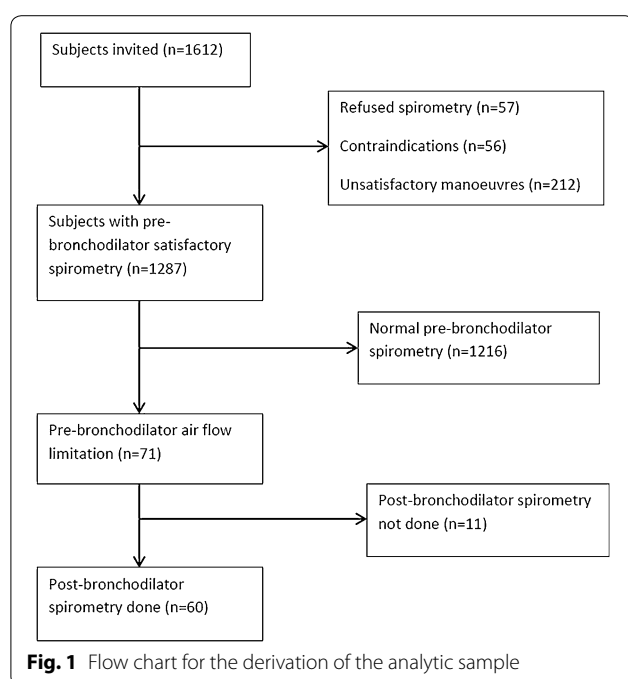 Subjects invited (n=1612)
Refused spirometry (n=57)
Contraindications (n=56)
Unsatisfactory manoeuvres (n=212)
Subjects with pre-
bronchodilator satisfactory
spirometry (n=1287)
Normal pre-bronchodilator
spirometry (n=1216)
Pre-bronchodilator air flow
limitation (n=71)
Post-bronchodilator spirometry
not done (n=11)
Post-bronchodilator
spirometry done (n=60)
Fig. 1 Flow chart for the derivation of the analytic sample